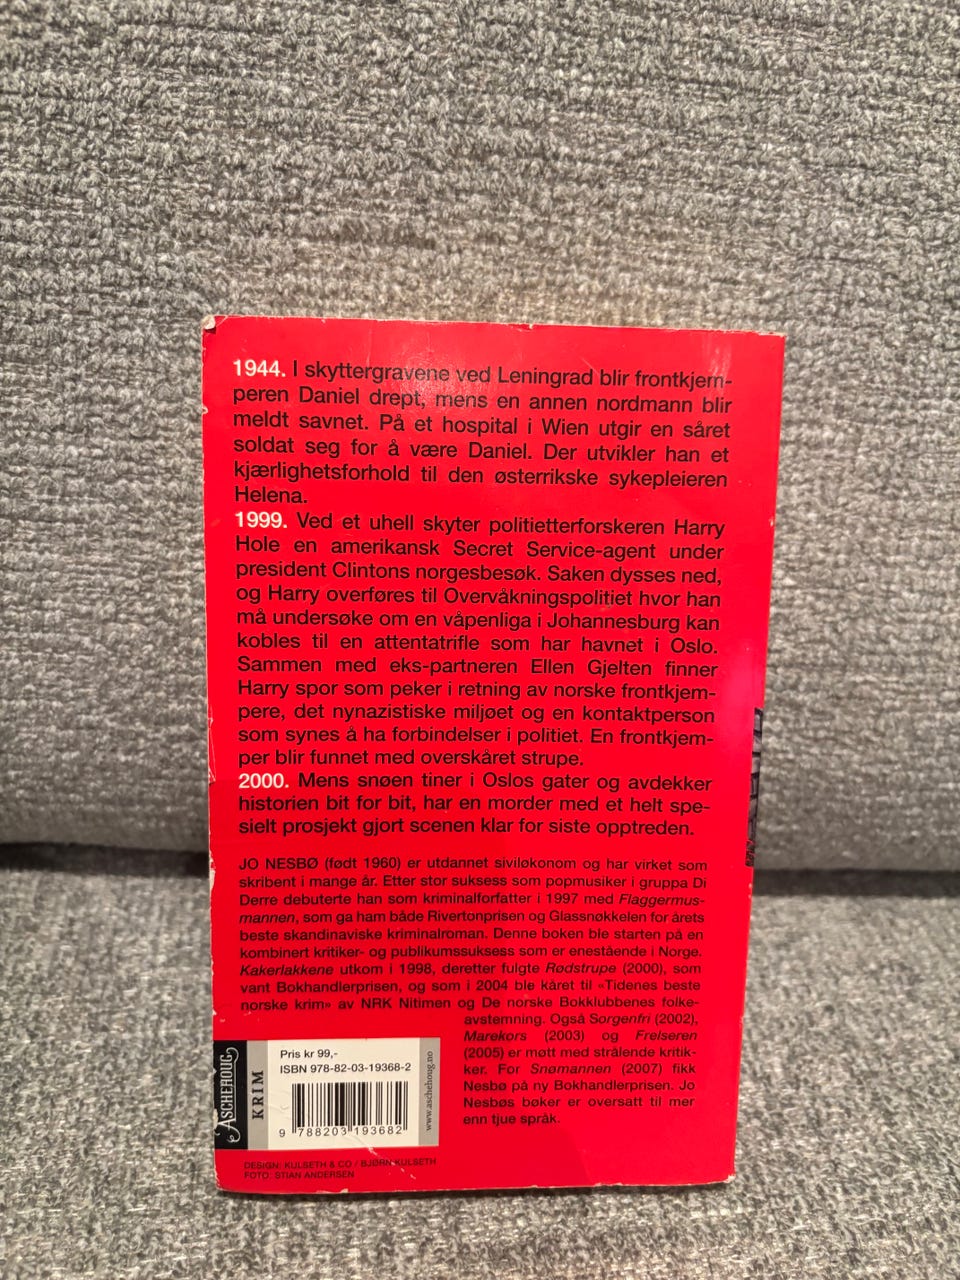 1944. I skyttergravene ved Leningrad blir frontkjem-
peren Daniel drept, mens en annen nordmann blir
meldt savnet. På et hospital i Wien utgir en såret
soldat seg for å være Daniel. Der utvikler han et
kjærlighetsforhold til den østerrikske sykepleieren
Helena.
1999. Ved et uhell skyter politietterforskeren Harry
Hole en amerikansk Secret Service-agent under
president Clintons norgesbesøk. Saken dysses ned,
og Harry overføres til Overvåkningspolitiet hvor han
må undersøke om en våpenliga i Johannesburg kan
kobles til en attentatrifle som har havnet i Oslo.
Sammen med eks-partneren Ellen Gjelten finner
Harry spor som peker i retning av norske frontkjem-
pere, det nynazistiske miljøet og en kontaktperson
som synes å ha forbindelser i politiet. En frontkjem-
per blir funnet med overskåret strupe.
2000. Mens snøen tiner i Oslos gater og avdekker
historien bit for bit, har en morder med et helt spe-
sielt prosjekt gjort scenen klar for siste opptreden.
JO NESBØ (født 1960) er utdannet siviløkonom og har virket som
skribent i mange år. Etter stor suksess som popmusiker i gruppa Di
Derre debuterte han som kriminalforfatter i 1997 med Flaggermus-
mannen, som ga ham både Rivertonprisen og Glassnøkkelen for årets
beste skandinaviske kriminalroman. Denne boken ble starten på en
kombinert kritiker- og publikumssuksess som er enestående i Norge.
Kakerlakkene utkom i 1998, deretter fulgte Rødstrupe (2000), som
vant Bokhandlerprisen, og som i 2004 ble kåret til «Tidenes beste
norske krim» av NRK Nitimen og De norske Bokklubbenes folke-
avstemning. Også Sorgenfri (2002),
Marekors (2003) og Frelseren
(2005) er møtt med strålende kritik-
ker. For Snømannen (2007) fikk
Nesbø på ny Bokhandlerprisen. Jo
Nesbøs bøker er oversatt til mer
enn tjue språk.
ASCHEHOUG
KRIM
Pris kr 99,-
ISBN 978-82-03-19368-2
9 788203 193682
www.aschehoug.no
DESIGN: KULSETH & CO / BJØRN KULSETH
FOTO: STIAN ANDERSEN